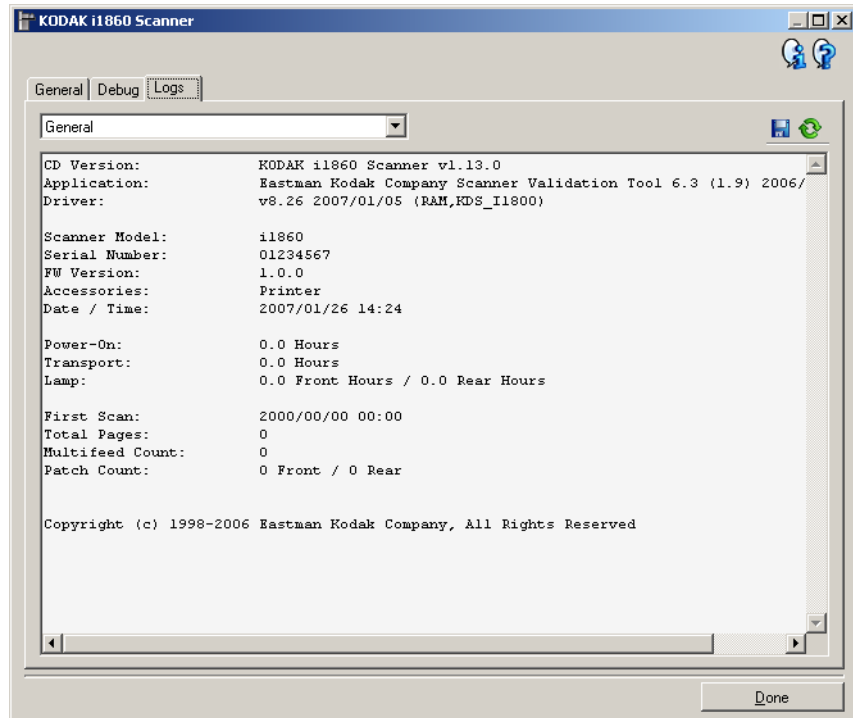 KODAK i1860 Scanner
General Debug Logs
General
CD Version: KODAK i1860 Scanner v1.13.0
Application: Eastman Kodak Company Scanner Validation Tool 6.3 (1.9) 2006/
Driver: v8.26 2007/01/05 (RAM,KDS_I1800)
Scanner Model: i1860
Serial Number: 01234567
FW Version: 1.0.0
Accessories: Printer
Date / Time: 2007/01/26 14:24
Power-On: 0.0 Hours
Transport: 0.0 Hours
Lamp: 0.0 Front Hours / 0.0 Rear Hours
First Scan: 2000/00/00 00:00
Total Pages: 0
Multifeed Count: 0
Patch Count: 0 Front / 0 Rear
Copyright (c) 1998-2006 Eastman Kodak Company, All Rights Reserved
Done